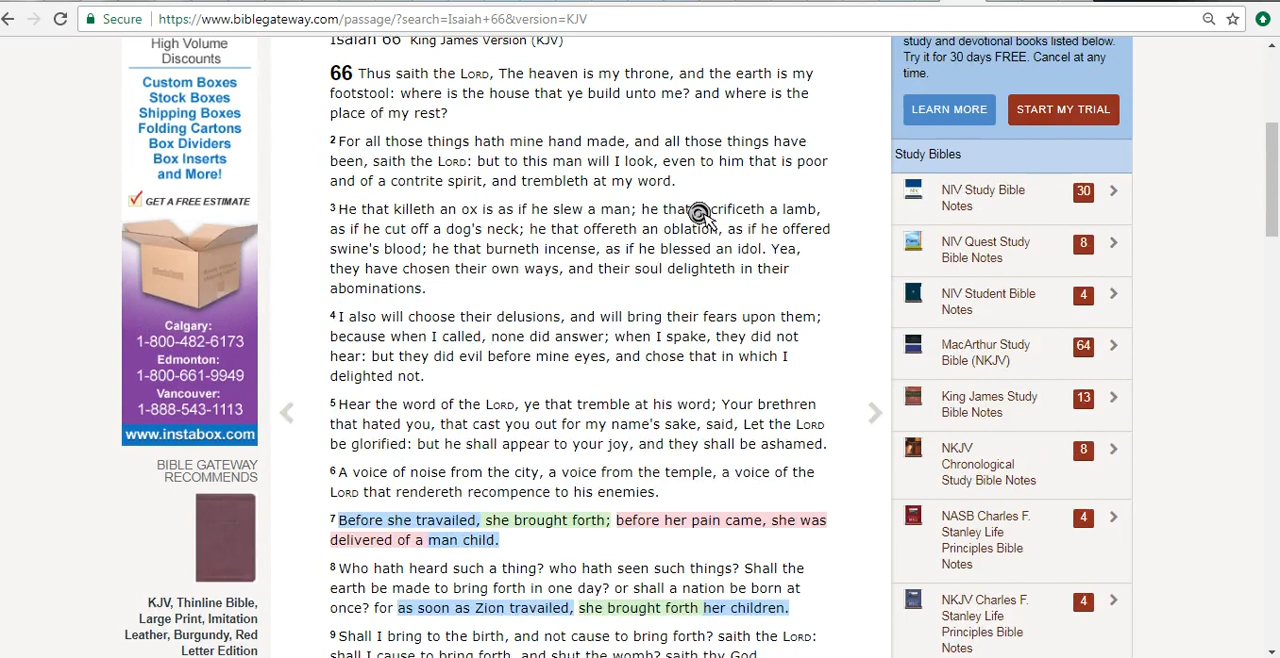 Secure
https://www.biblegateway.com/passage/?search=Isaiah+66&version=KJV
High Volume
Discounts
Custom Boxes
Stock Boxes
Shipping Boxes
Folding Cartons
Box Dividers
Box Inserts
and More!
GET A FREE ESTIMATE
Calgary:
1-800-482-6173
Edmonton:
1-800-661-9949
Vancouver:
1-888-543-1113
www.instabox.com
BIBLE GATEWAY
RECOMMENDS
KJV, Thinline Bible,
Large Print, Imitation
Leather, Burgundy, Red
Letter Edition
Isaiah 66 King James Version (KJV)
66 Thus saith the LORD, The heaven is my throne, and the earth is my
footstool: where is the house that ye build unto me? and where is the
place of my rest?
2 For all those things hath mine hand made, and all those things have
been, saith the LORD: but to this man will I look, even to him that is poor
and of a contrite spirit, and trembleth at my word.
3 He that killeth an ox is as if he slew a man; he that sacrificeth a lamb,
as if he cut off a dog's neck; he that offereth an oblation, as if he offered
swine's blood; he that burneth incense, as if he blessed an idol. Yea,
they have chosen their own ways, and their soul delighteth in their
abominations.
4 I also will choose their delusions, and will bring their fears upon them;
because when I called, none did answer; when I spake, they did not
hear: but they did evil before mine eyes, and chose that in which I
delighted not.
5 Hear the word of the LORD, ye that tremble at his word; Your brethren
that hated you, that cast you out for my name's sake, said, Let the LORD
be glorified: but he shall appear to your joy, and they shall be ashamed.
6 A voice of noise from the city, a voice from the temple, a voice of the
LORD that rendereth recompence to his enemies.
7 Before she travailed, she brought forth; before her pain came, she was
delivered of a man child.
8 Who hath heard such a thing? who hath seen such things? Shall the
earth be made to bring forth in one day? or shall a nation be born at
once? for as soon as Zion travailed, she brought forth her children.
9 Shall I bring to the birth, and not cause to bring forth? saith the LORD:
shall I cause to bring forth, and shut the womb? saith thy God.
study and devotional books listed below.
Try it for 30 days FREE. Cancel at any
time.
LEARN MORE
START MY TRIAL
Study Bibles
NIV Study Bible
Notes
30
NIV Quest Study
Bible Notes
8
NIV Student Bible
Notes
4
MacArthur Study
Bible (NKJV)
64
King James Study
Bible Notes
13
NKJV
Chronological
Study Bible Notes
8
NASB Charles F.
Stanley Life
Principles Bible
Notes
4
NKJV Charles F.
Stanley Life
Principles Bible
Notes
4